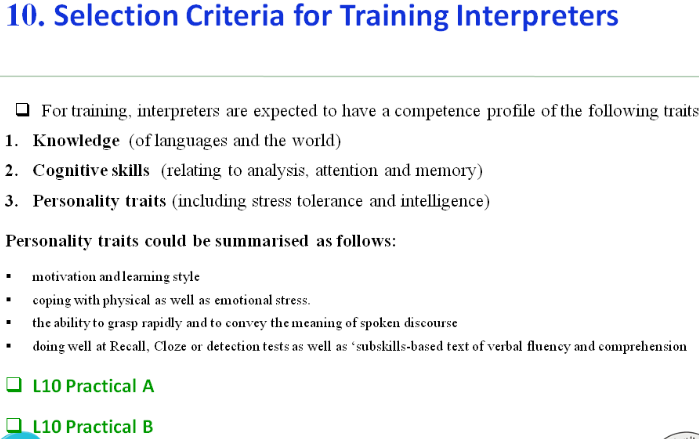 10. Selection Criteria for Training Interpreters
❑ For training, interpreters are expected to have a competence profile of the following traits
1. Knowledge (of languages and the world)
2. Cognitive skills (relating to analysis, attention and memory)
3. Personality traits (including stress tolerance and intelligence)
Personality traits could be summarised as follows:
▪ motivation and learning style
▪ coping with physical as well as emotional stress.
▪ the ability to grasp rapidly and to convey the meaning of spoken discourse
▪ doing well at Recall, Cloze or detection tests as well as ‘subskills-based text of verbal fluency and comprehension
❑ L10 Practical A
❑ L10 Practical B